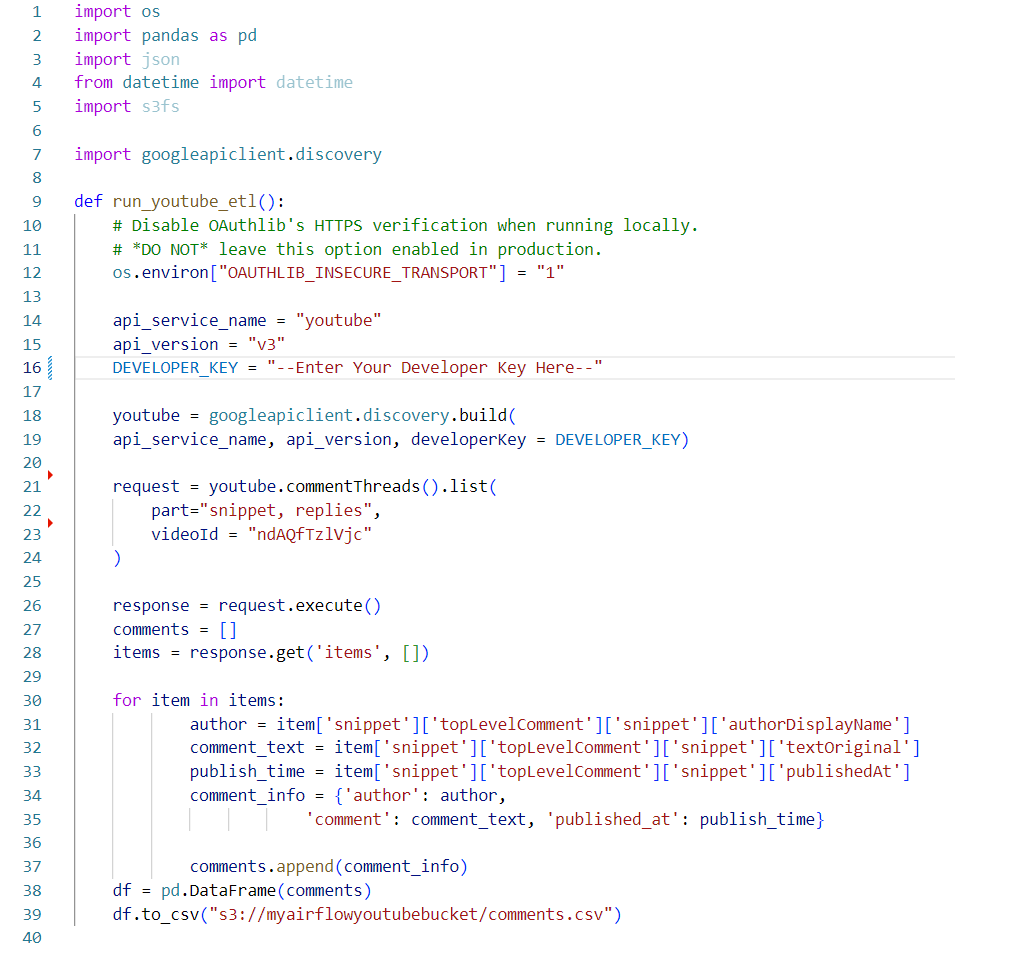 1 import os
2 import pandas as pd
3 import json
4 from datetime import datetime
5 import s3fs
6
7 import googleapiclient.discovery
8
9 def run_youtube_etl():
10     # Disable OAuthlib's HTTPS verification when running locally.
11     # *DO NOT* leave this option enabled in production.
12     os.environ["OAUTHLIB_INSECURE_TRANSPORT"] = "1"
13
14     api_service_name = "youtube"
15     api_version = "v3"
16     DEVELOPER_KEY = "--Enter Your Developer Key Here--"
17
18     youtube = googleapiclient.discovery.build(
19     api_service_name, api_version, developerKey = DEVELOPER_KEY)
20
21     request = youtube.commentThreads().list(
22         part="snippet, replies",
23         videoId = "ndAQfTzlVjc"
24     )
25
26     response = request.execute()
27     comments = []
28     items = response.get('items', [])
29
30     for item in items:
31             author = item['snippet']['topLevelComment']['snippet']['authorDisplayName']
32             comment_text = item['snippet']['topLevelComment']['snippet']['textOriginal']
33             publish_time = item['snippet']['topLevelComment']['snippet']['publishedAt']
34             comment_info = {'author': author,
35                         'comment': comment_text, 'published_at': publish_time}
36
37             comments.append(comment_info)
38     df = pd.DataFrame(comments)
39     df.to_csv("s3://myairflowyoutubebucket/comments.csv")
40